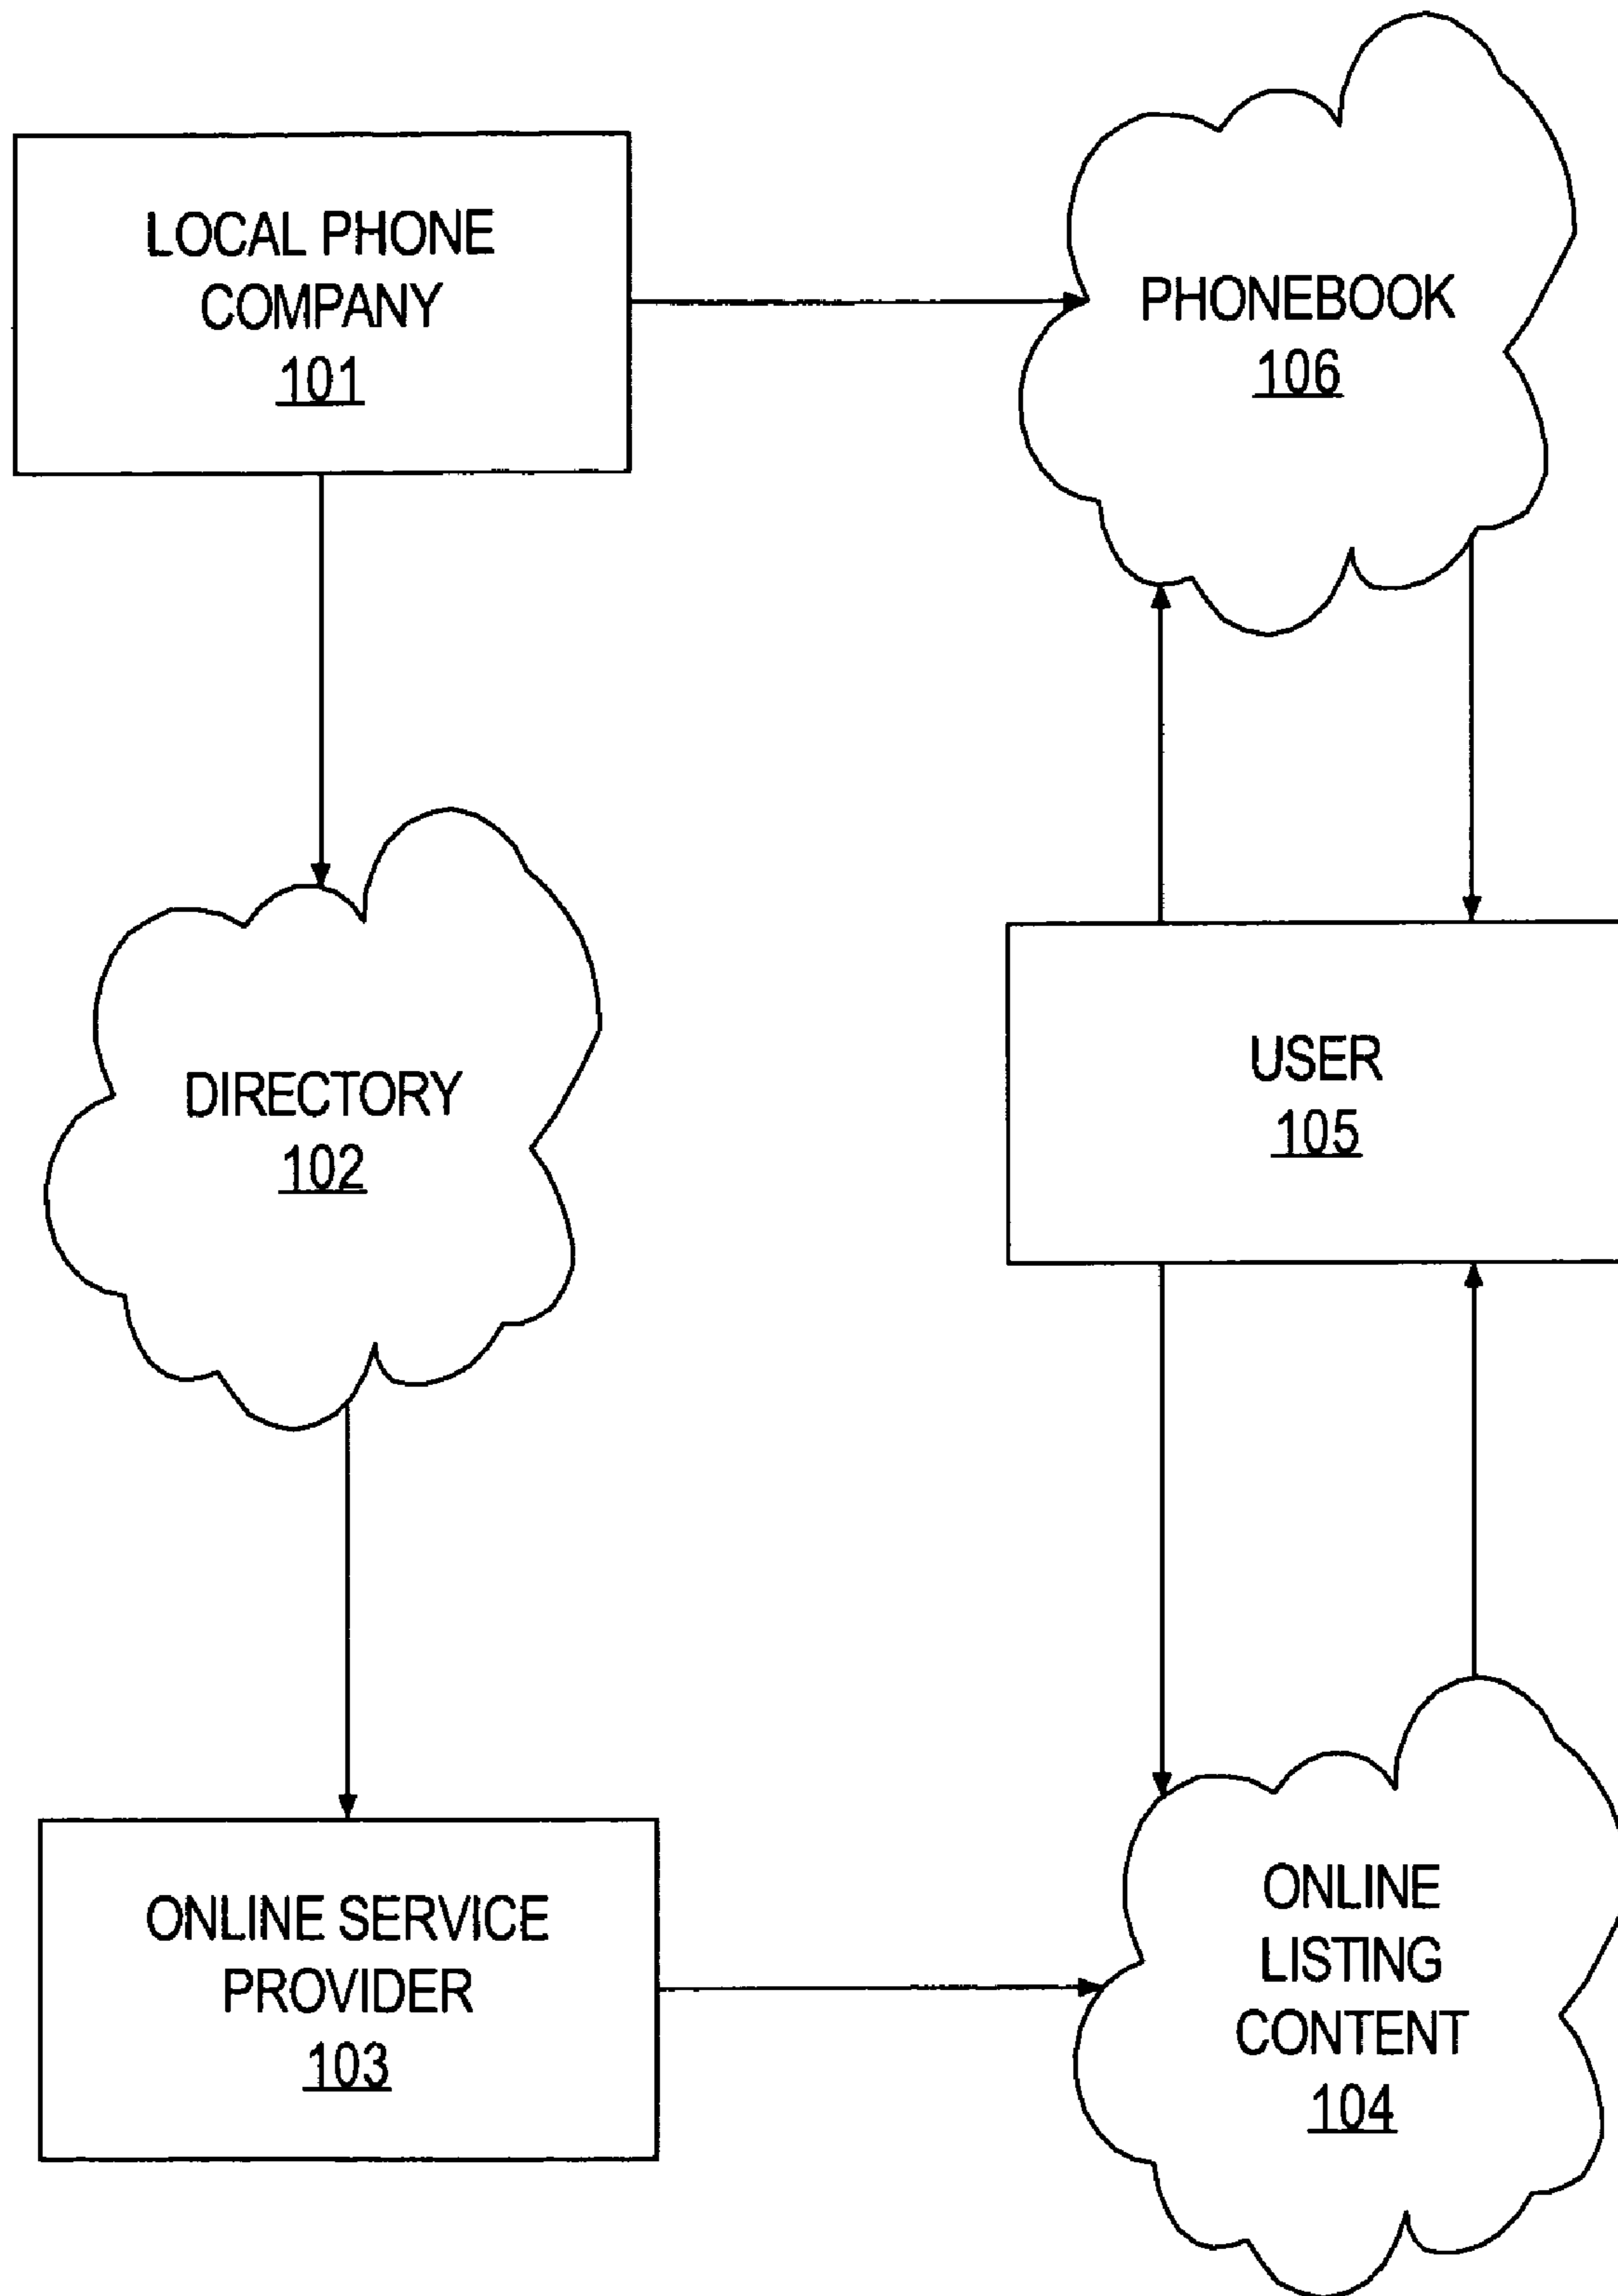 LOCAL PHONE
COMPANY
101
PHONEBOOK
106
DIRECTORY
102
USER
105
ONLINE SERVICE
PROVIDER
103
ONLINE
LISTING
CONTENT
104